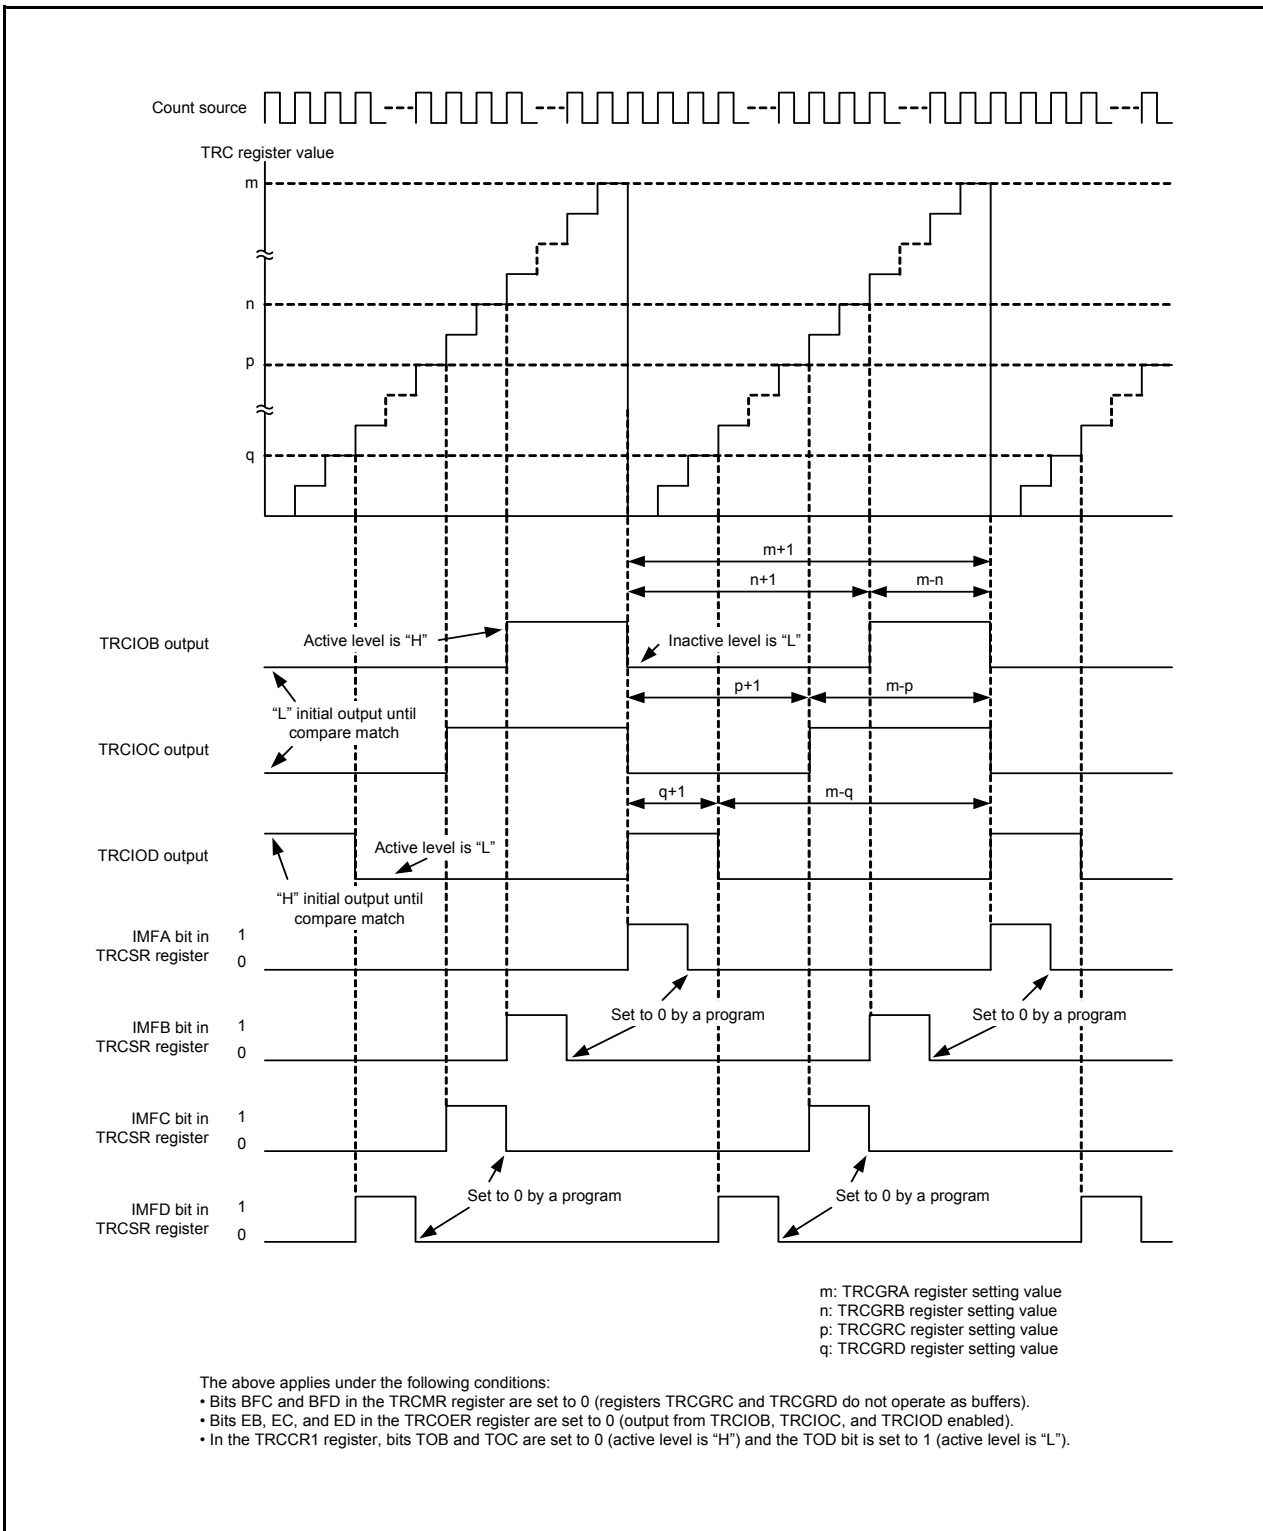 Count source
TRC register value
m
n
p
q
m+1
n+1
m-n
TRCIOB output
Active level is “H”
Inactive level is “L”
p+1
m-p
“L” initial output until
compare match
TRCIOC output
q+1
m-q
TRCIOD output
Active level is “L”
“H” initial output until
compare match
IMFA bit in
TRCSR register
1
0
Set to 0 by a program
Set to 0 by a program
IMFB bit in
TRCSR register
1
0
IMFC bit in
TRCSR register
1
0
Set to 0 by a program
Set to 0 by a program
IMFD bit in
TRCSR register
1
0
m: TRCGRA register setting value
n: TRCGRB register setting value
p: TRCGRC register setting value
q: TRCGRD register setting value
The above applies under the following conditions:
• Bits BFC and BFD in the TRCMR register are set to 0 (registers TRCGRC and TRCGRD do not operate as buffers).
• Bits EB, EC, and ED in the TRCOER register are set to 0 (output from TRCIOB, TRCIOC, and TRCIOD enabled).
• In the TRCCR1 register, bits TOB and TOC are set to 0 (active level is “H”) and the TOD bit is set to 1 (active level is “L”).